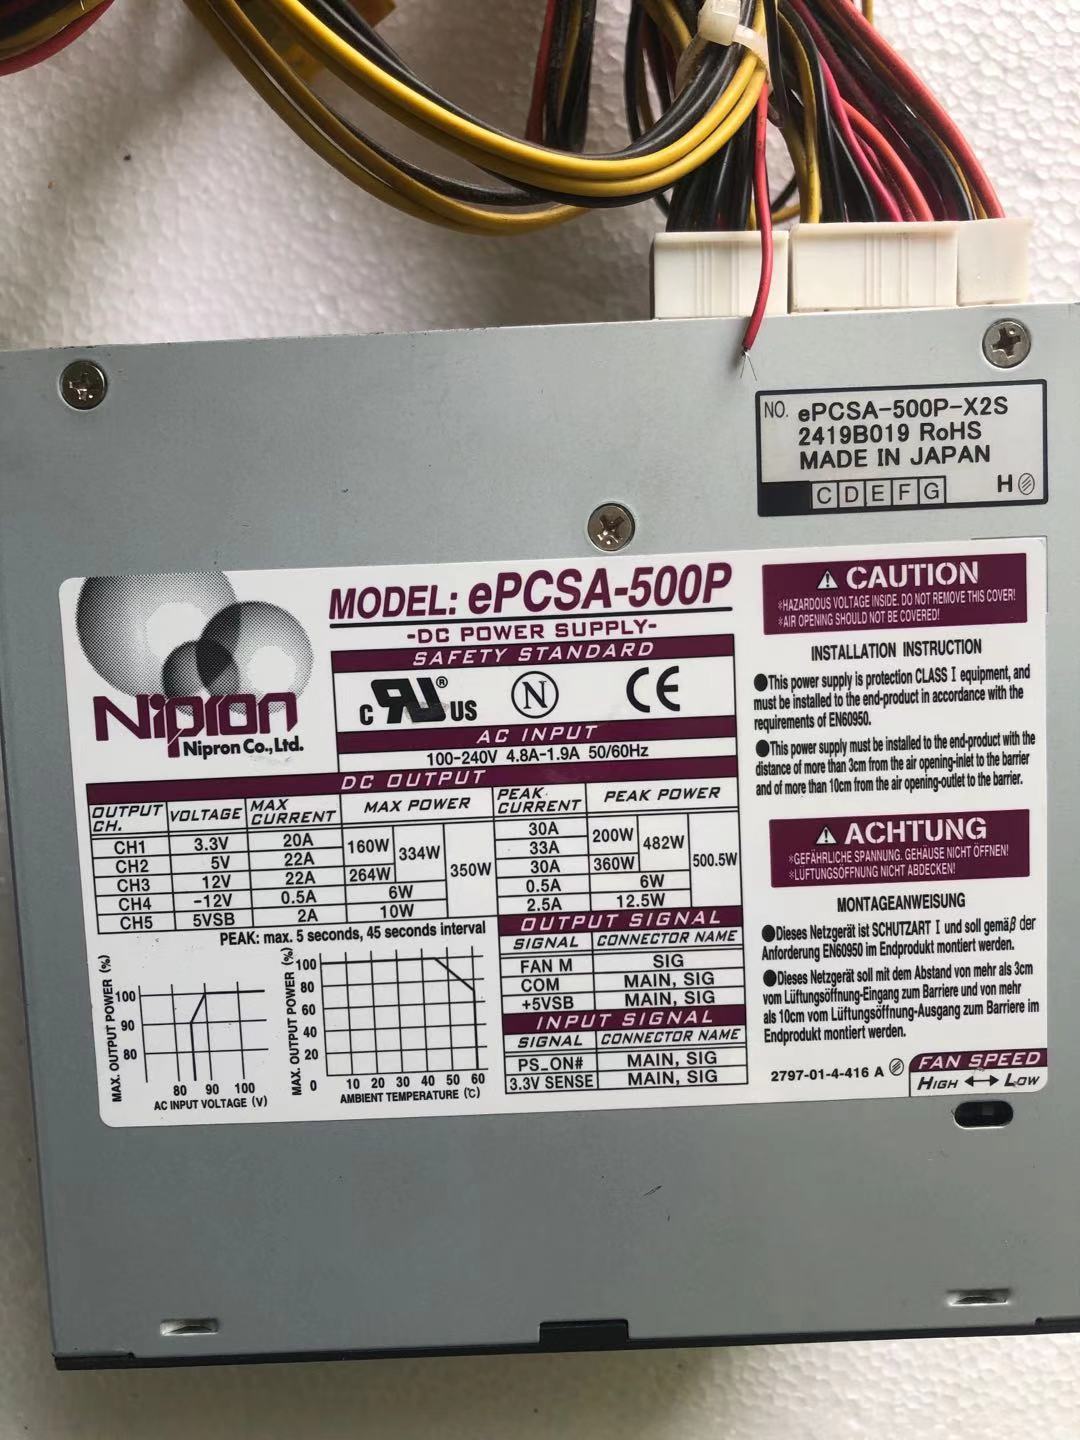 NO. ePCSA-500P-X2S
2419B019 RoHS
MADE IN JAPAN
C D E F G
H
Nipron
Nipron Co., Ltd.
MODEL: ePCSA-500P
-DC POWER SUPPLY-
SAFETY STANDARD
c RU ® US N CE
AC INPUT
100-240V 4.8A-1.9A 50/60Hz
DC OUTPUT
OUTPUT CH. VOLTAGE MAX CURRENT MAX POWER PEAK CURRENT PEAK POWER
CH1 3.3V 20A 160W 334W 350W 30A 200W 482W 500.5W
CH2 5V 22A 33A
CH3 12V 22A 264W 30A 360W
CH4 -12V 0.5A 6W 0.5A 6W
CH5 5VSB 2A 10W 2.5A 12.5W
PEAK: max. 5 seconds, 45 seconds interval
MAX. OUTPUT POWER (%)
100
90
80
80 90 100
AC INPUT VOLTAGE (V)
MAX. OUTPUT POWER (%)
100
80
60
40
20
0
10 20 30 40 50 60
AMBIENT TEMPERATURE (℃)
OUTPUT SIGNAL
SIGNAL CONNECTOR NAME
FAN M SIG
COM MAIN, SIG
+5VSB MAIN, SIG
INPUT SIGNAL
SIGNAL CONNECTOR NAME
PS_ON# MAIN, SIG
3.3V SENSE MAIN, SIG
CAUTION
*HAZARDOUS VOLTAGE INSIDE. DO NOT REMOVE THIS COVER!
*AIR OPENING SHOULD NOT BE COVERED!
INSTALLATION INSTRUCTION
●This power supply is protection CLASS I equipment, and
must be installed to the end-product in accordance with the
requirements of EN60950.
●This power supply must be installed to the end-product with the
distance of more than 3cm from the air opening-inlet to the barrier
and of more than 10cm from the air opening-outlet to the barrier.
ACHTUNG
*GEFÄHRLICHE SPANNUNG. GEHÄUSE NICHT ÖFFNEN!
*LÜFTUNGSÖFFNUNG NICHT ABDECKEN!
MONTAGEANWEISUNG
●Dieses Netzgerät ist SCHUTZART I und soll gemäβ der
Anforderung EN60950 im Endprodukt montiert werden.
●Dieses Netzgerät soll mit dem Abstand von mehr als 3cm
vom Lüftungsöffnung-Eingang zum Barriere und von mehr
als 10cm vom Lüftungsöffnung-Ausgang zum Barriere im
Endprodukt montiert werden.
2797-01-4-416 A
FAN SPEED
HIGH ↔ LOW